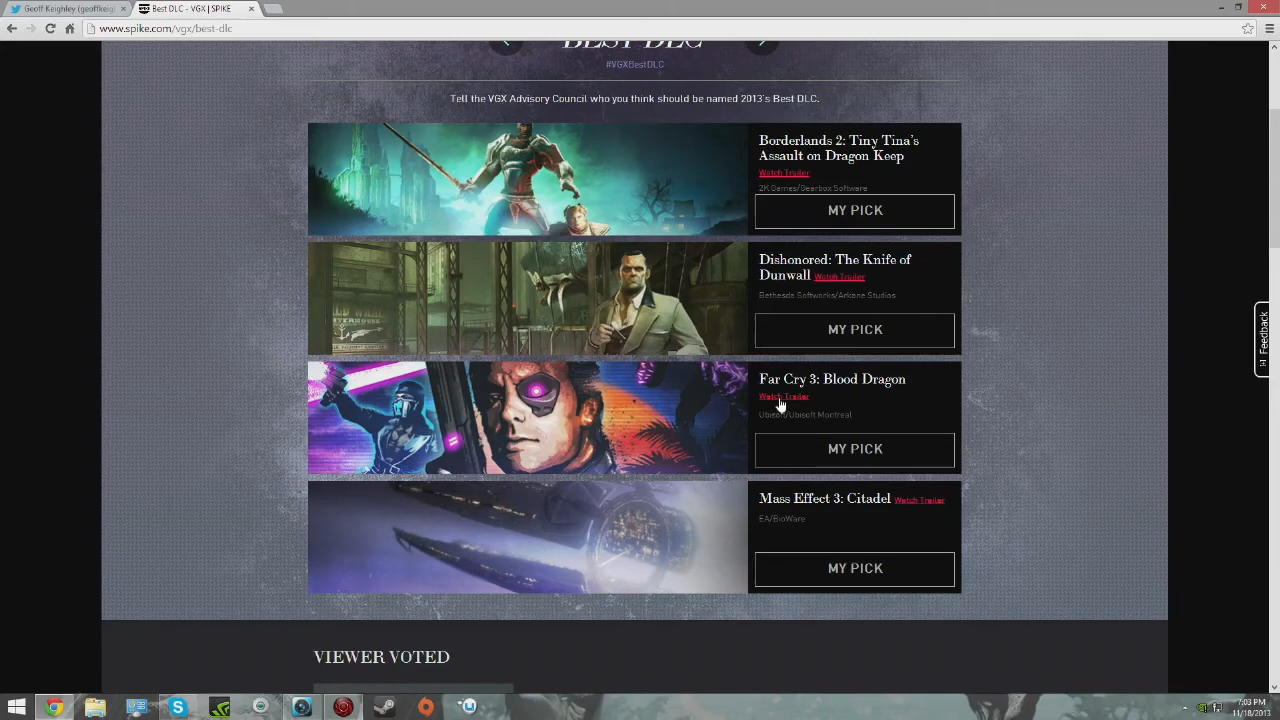 Geoff Keighley (geoffkeigl
Best DLC - VGX | SPIKE
www.spike.com/vgx/best-dlc
BEST DLC
#VGXBestDLC
Tell the VGX Advisory Council who you think should be named 2013's Best DLC.
Borderlands 2: Tiny Tina's
Assault on Dragon Keep
Watch Trailer
2K Games/Gearbox Software
MY PICK
Dishonored: The Knife of
Dunwall Watch Trailer
Bethesda Softworks/Arkane Studios
MY PICK
Far Cry 3: Blood Dragon
Watch Trailer
Ubisoft/Ubisoft Montreal
MY PICK
Mass Effect 3: Citadel Watch Trailer
EA/BioWare
MY PICK
Feedback
VIEWER VOTED
7:03 PM
11/18/2013